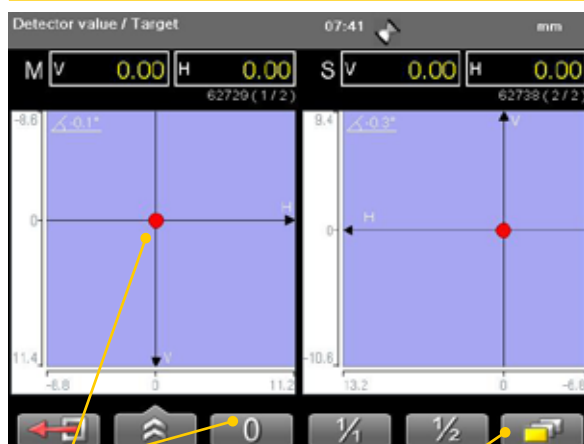 Detector value / Target 07:41 mm
M V 0.00 H 0.00 S V 0.00 H 0.00
62729(1/2) 62738(2/2)
-8.6 -0.1° 9.4 -0.3° V
H H
0 0
11.4 V -10.6
-8.8 0 11.2 13.2 0 -6.8
0 1/1 1/2